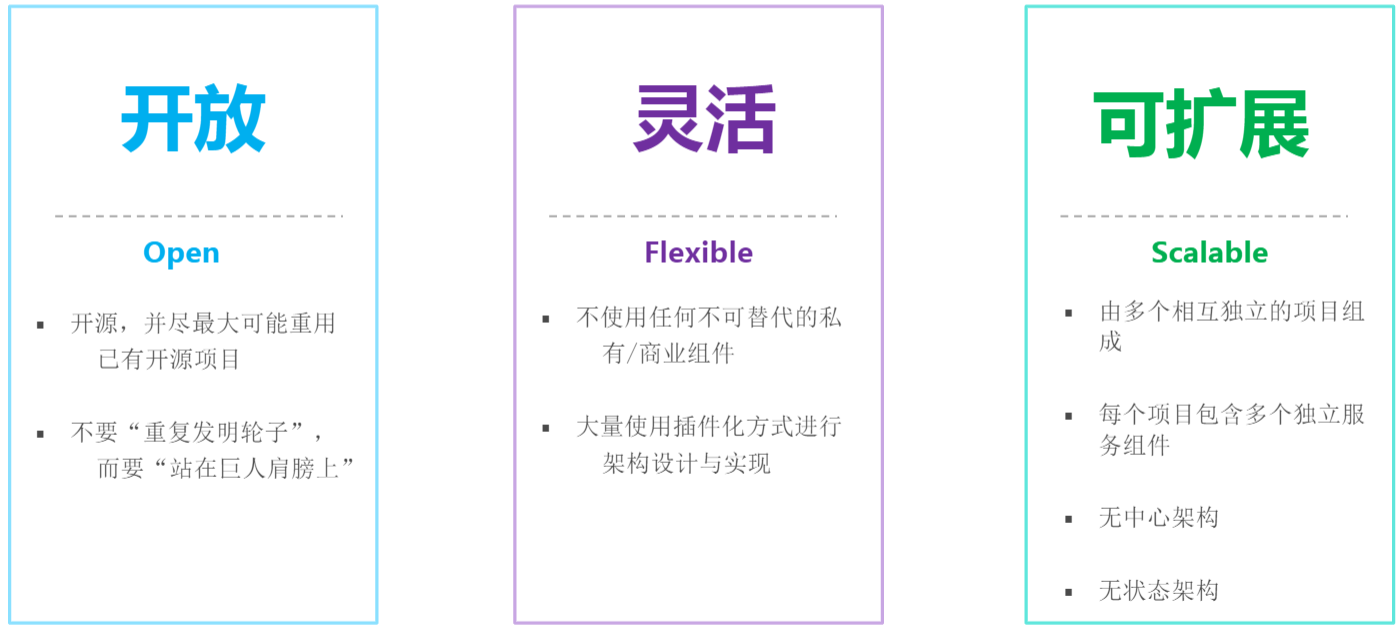 开放
Open
▪ 开源，并尽最大可能重用
已有开源项目
▪ 不要“重复发明轮子”，
而要“站在巨人肩膀上”
灵活
Flexible
▪ 不使用任何不可替代的私
有/商业组件
▪ 大量使用插件化方式进行
架构设计与实现
可扩展
Scalable
▪ 由多个相互独立的项目组
成
▪ 每个项目包含多个独立服
务组件
▪ 无中心架构
▪ 无状态架构